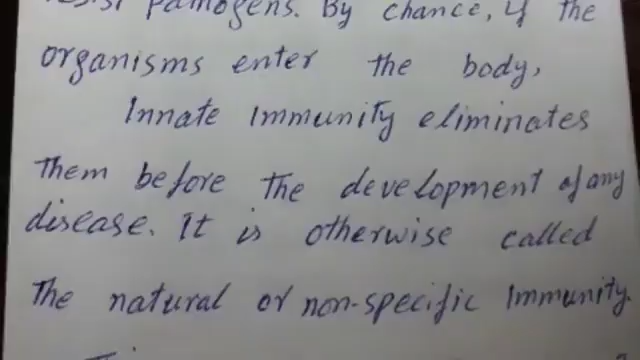 resist pathogens. By chance, if the
organisms enter the body,
Innate Immunity eliminates
Them before The development of any
disease. It is otherwise called
The natural or non-specific Immunity.